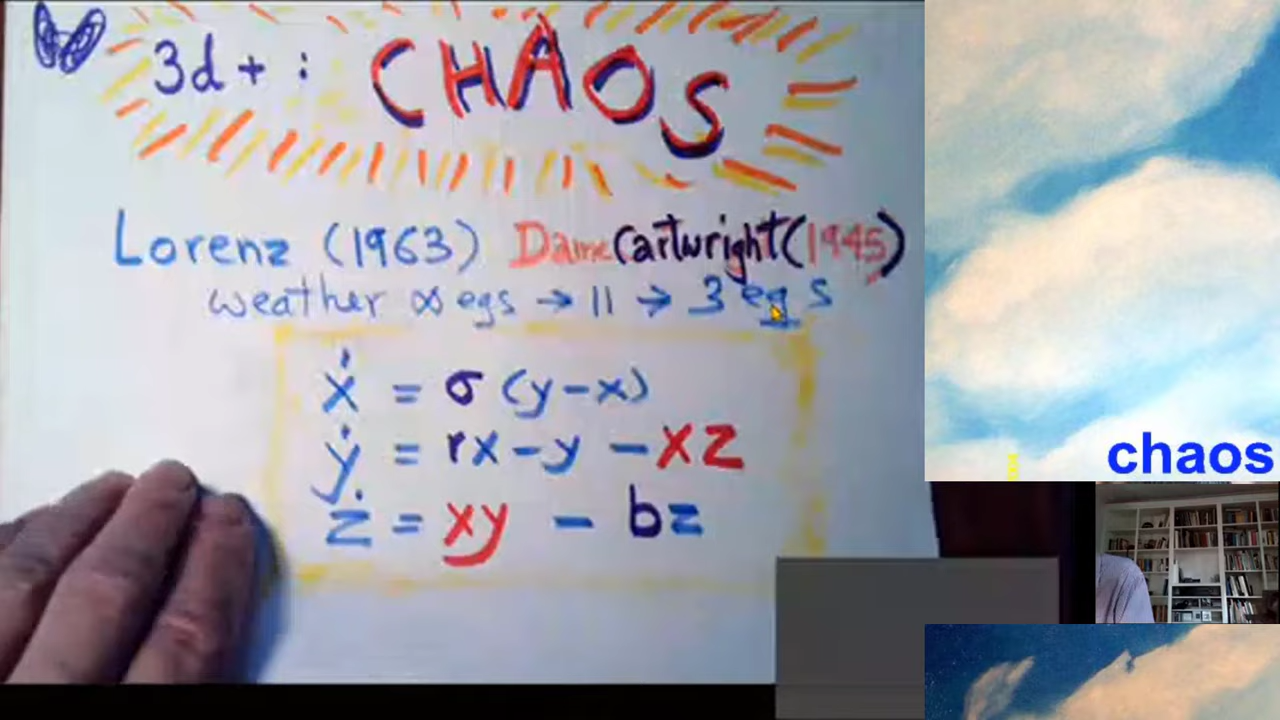 3d + : CHAOS
Lorenz (1963) Dame Cartwright (1945)
weather ∞ eqs → 11 → 3 eqs
ẋ = σ (y-x)
ẏ = rx - y - xz
ż = xy - bz
chaos